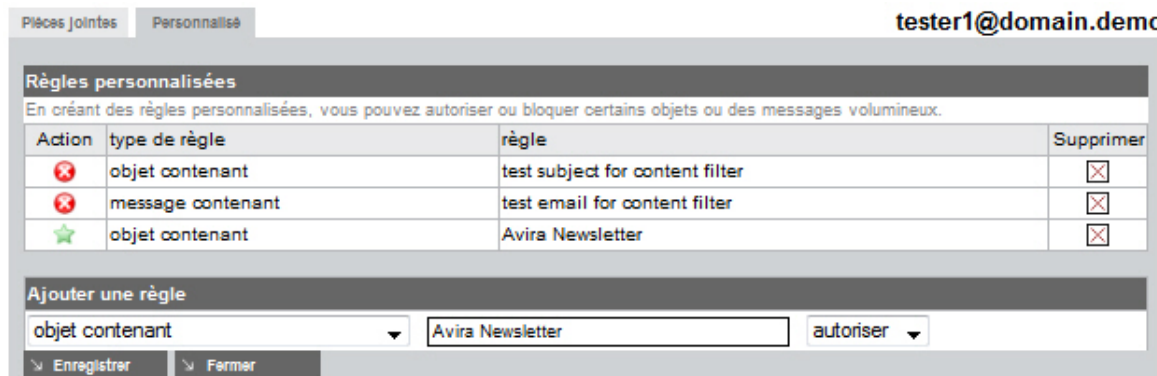 Pièces jointes Personnalisé tester1@domain.demo
Règles personnalisées
En créant des règles personnalisées, vous pouvez autoriser ou bloquer certains objets ou des messages volumineux.
Action type de règle règle Supprimer
objet contenant test subject for content filter
message contenant test email for content filter
objet contenant Avira Newsletter
Ajouter une règle
objet contenant Avira Newsletter autoriser
Enregistrer Fermer